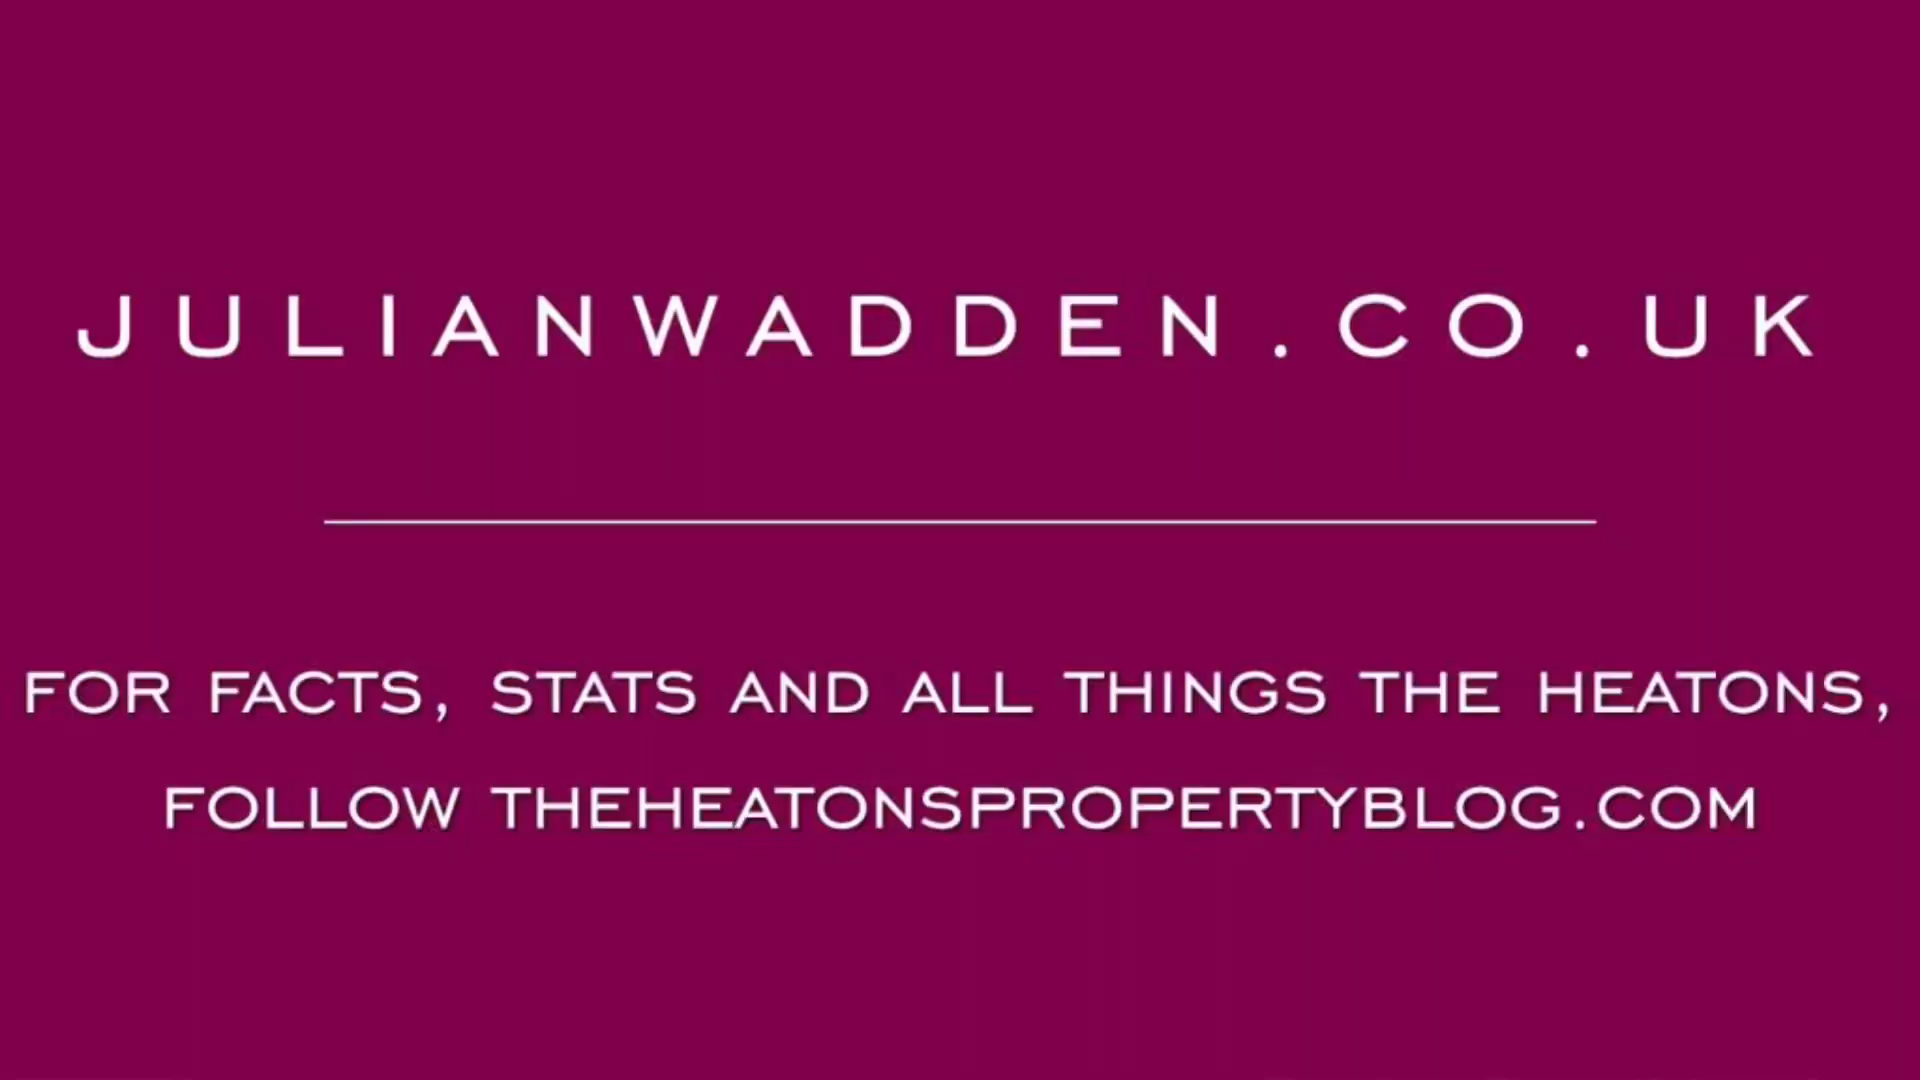 JULIANWADDEN.CO.UK
FOR FACTS, STATS AND ALL THINGS THE HEATONS,
FOLLOW THEHEATONSPROPERTYBLOG.COM